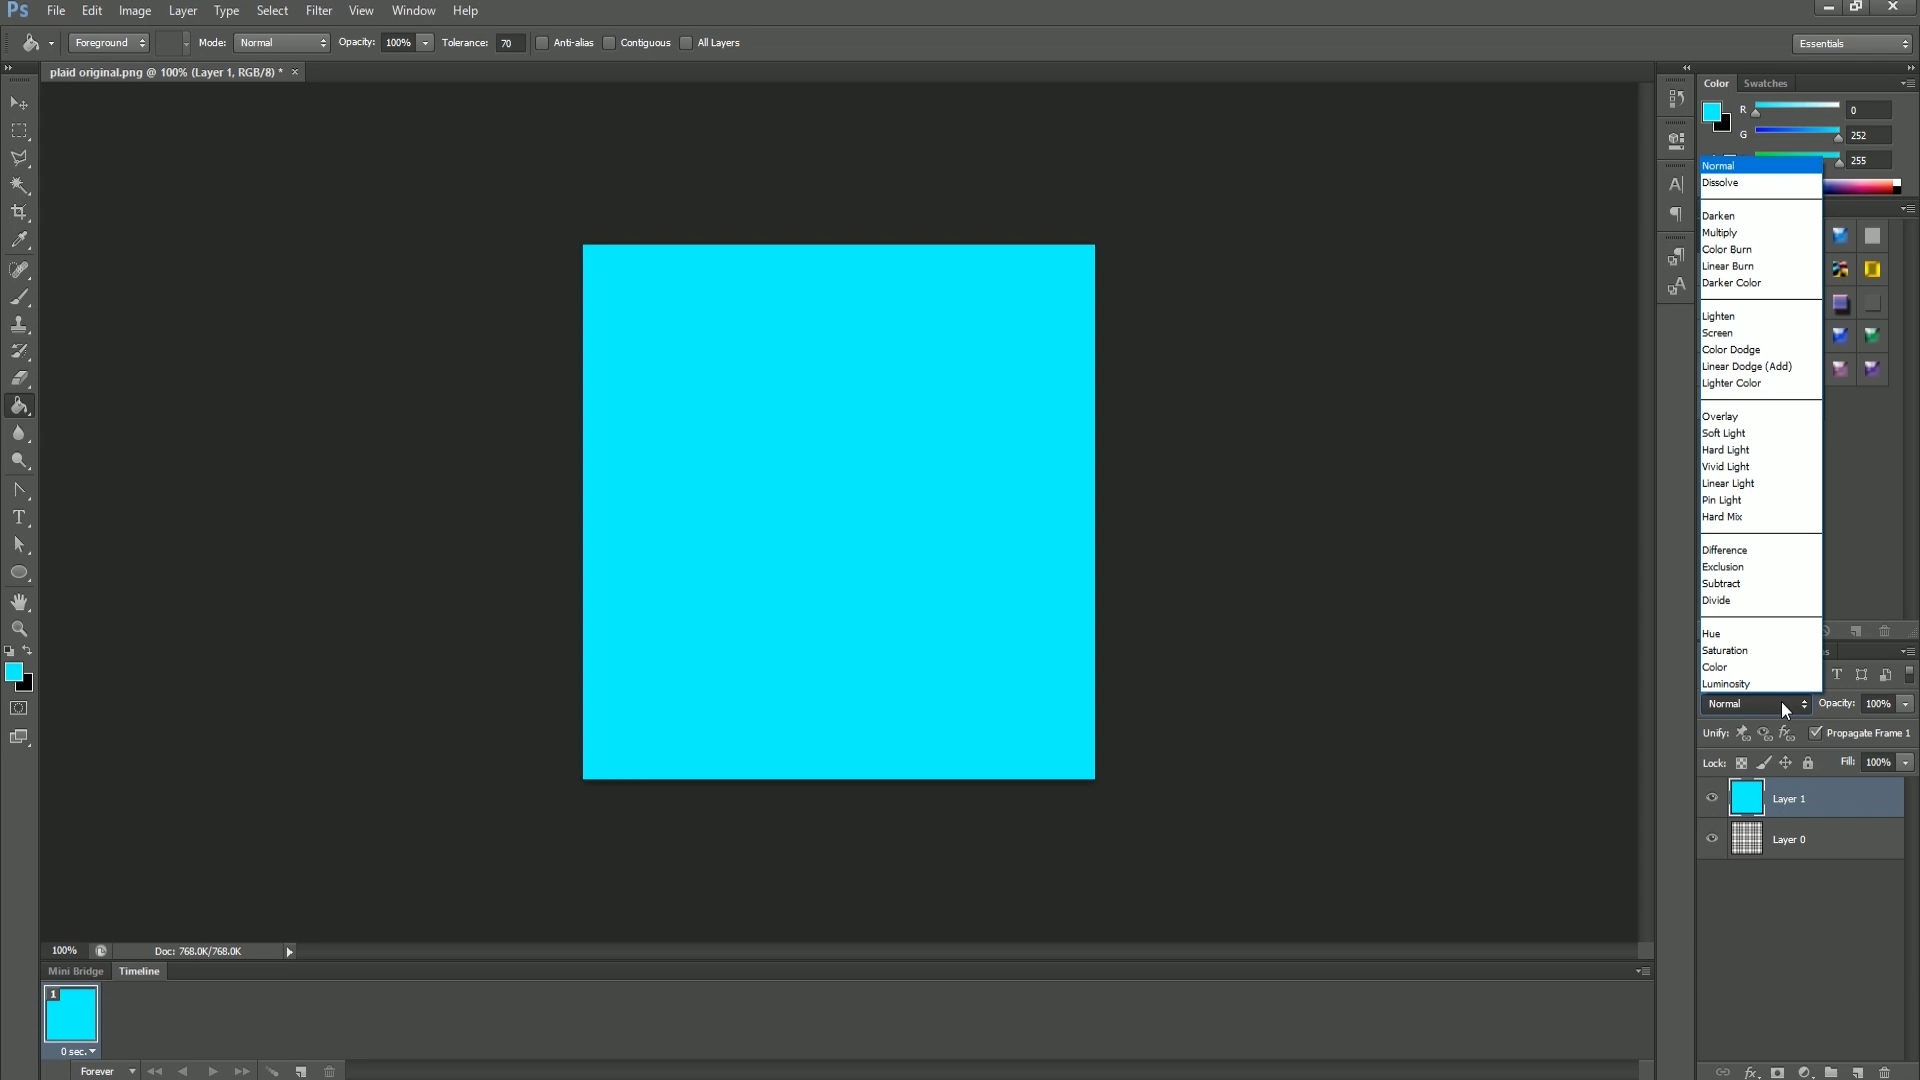 Ps File Edit Image Layer Type Select Filter View Window Help
Foreground Mode: Normal Opacity: 100% Tolerance: 70 Anti-alias Contiguous All Layers Essentials
plaid original.png @ 100% (Layer 1, RGB/8) * ×
Color Swatches
R 0
G 252
255
Normal
Dissolve
Darken
Multiply
Color Burn
Linear Burn
Darker Color
Lighten
Screen
Color Dodge
Linear Dodge (Add)
Lighter Color
Overlay
Soft Light
Hard Light
Vivid Light
Linear Light
Pin Light
Hard Mix
Difference
Exclusion
Subtract
Divide
Hue
Saturation
Color
Luminosity
Normal Opacity: 100%
Unify: Propagate Frame 1
Lock: Fill: 100%
Layer 1
Layer 0
100% Doc: 768.0K/768.0K
Mini Bridge Timeline
1
0 sec.
Forever